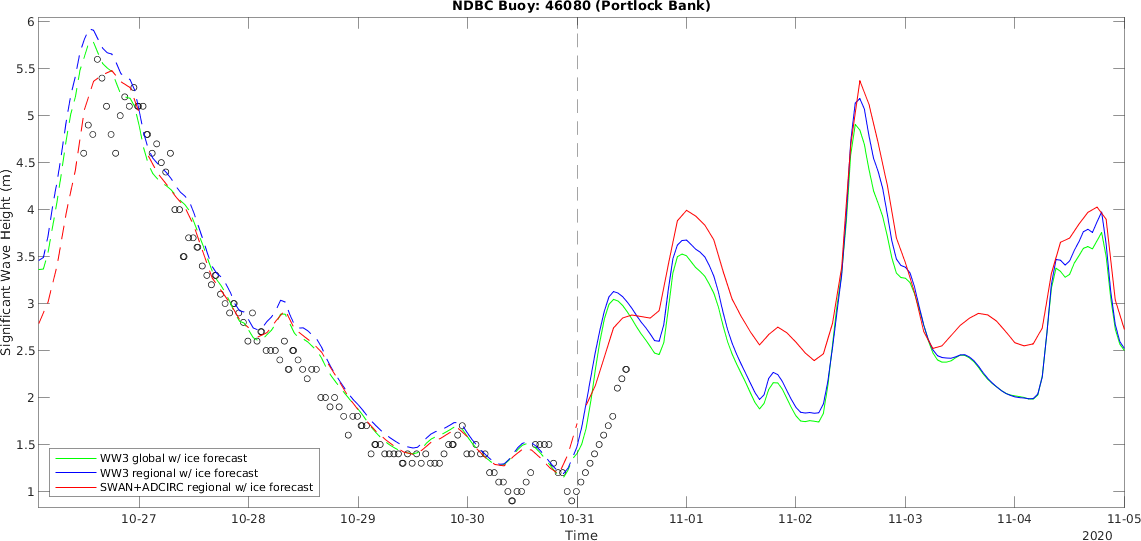 NDBC Buoy: 46080 (Portlock Bank)
6
5.5
5
4.5
4
3.5
3
2.5
2
1.5
1
Significant Wave Height (m)
WW3 global w/ ice forecast
WW3 regional w/ ice forecast
SWAN+ADCIRC regional w/ ice forecast
10-27 10-28 10-29 10-30 10-31 11-01 11-02 11-03 11-04 11-05
Time
2020